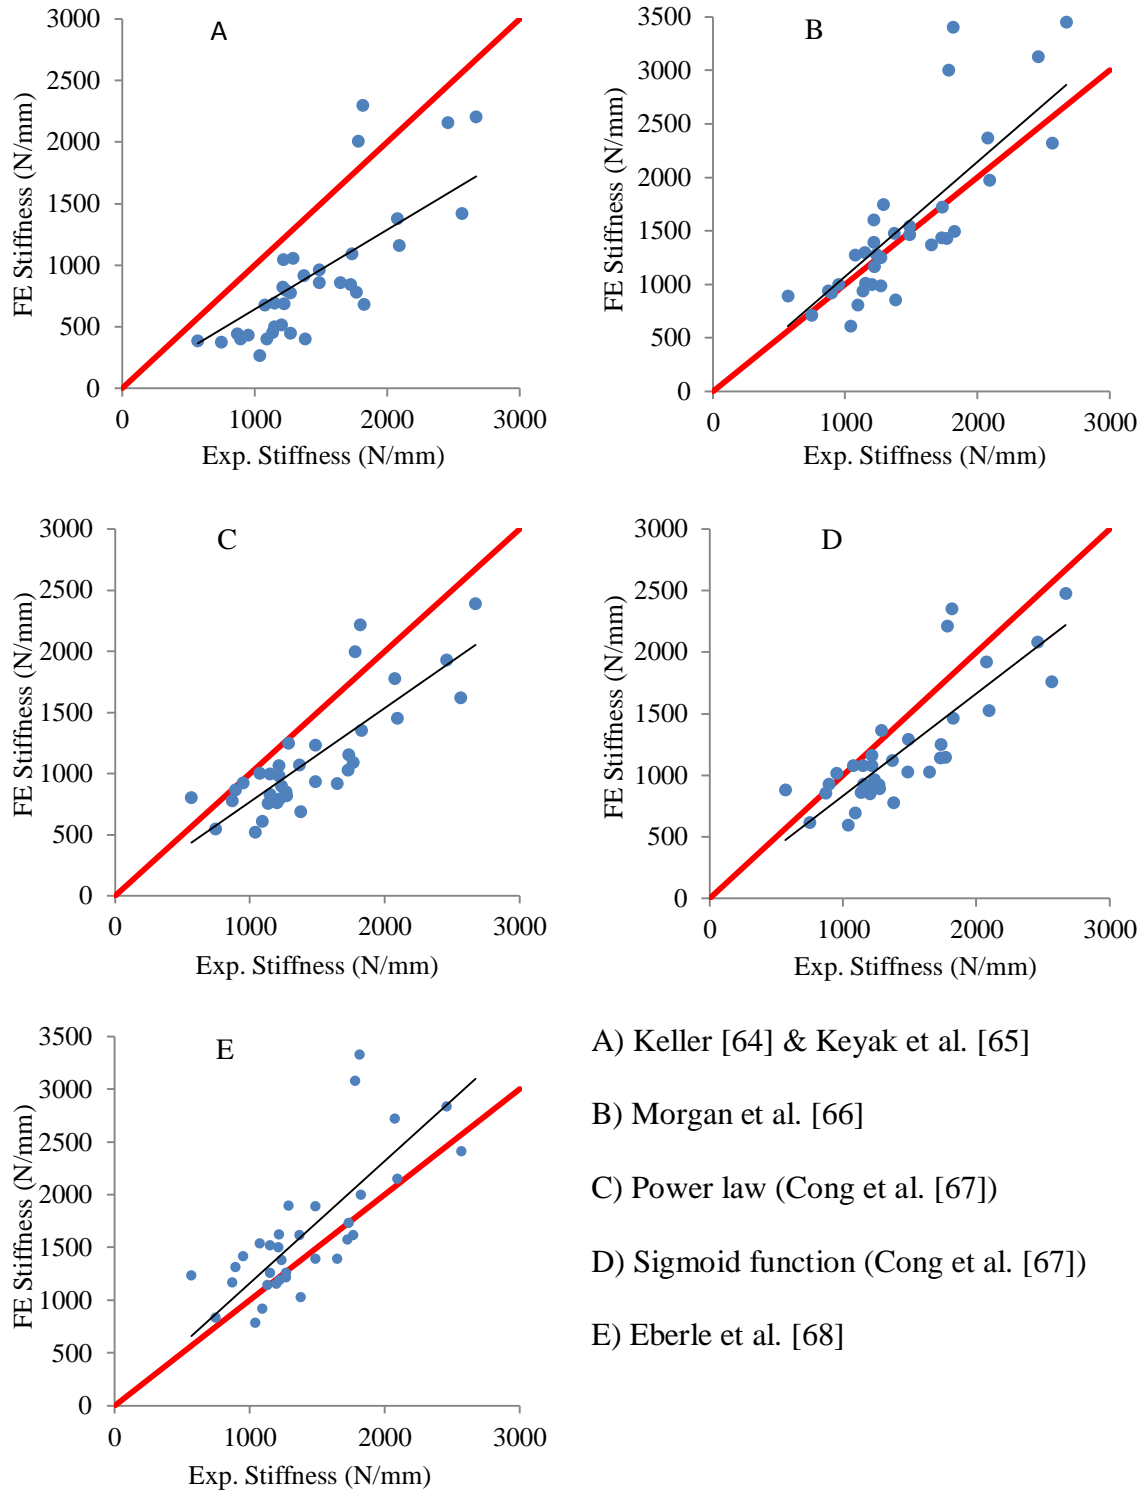 A
3000
2500
2000
1500
1000
500
0
FE Stiffness (N/mm)
0 1000 2000 3000
Exp. Stiffness (N/mm)
B
3500
3000
2500
2000
1500
1000
500
0
FE Stiffness (N/mm)
0 1000 2000 3000
Exp. Stiffness (N/mm)
C
3000
2500
2000
1500
1000
500
0
FE Stiffness (N/mm)
0 1000 2000 3000
Exp. Stiffness (N/mm)
D
3000
2500
2000
1500
1000
500
0
FE Stiffness (N/mm)
0 1000 2000 3000
Exp. Stiffness (N/mm)
E
3500
3000
2500
2000
1500
1000
500
0
FE Stiffness (N/mm)
0 1000 2000 3000
Exp. Stiffness (N/mm)
A) Keller [64] & Keyak et al. [65]
B) Morgan et al. [66]
C) Power law (Cong et al. [67])
D) Sigmoid function (Cong et al. [67])
E) Eberle et al. [68]